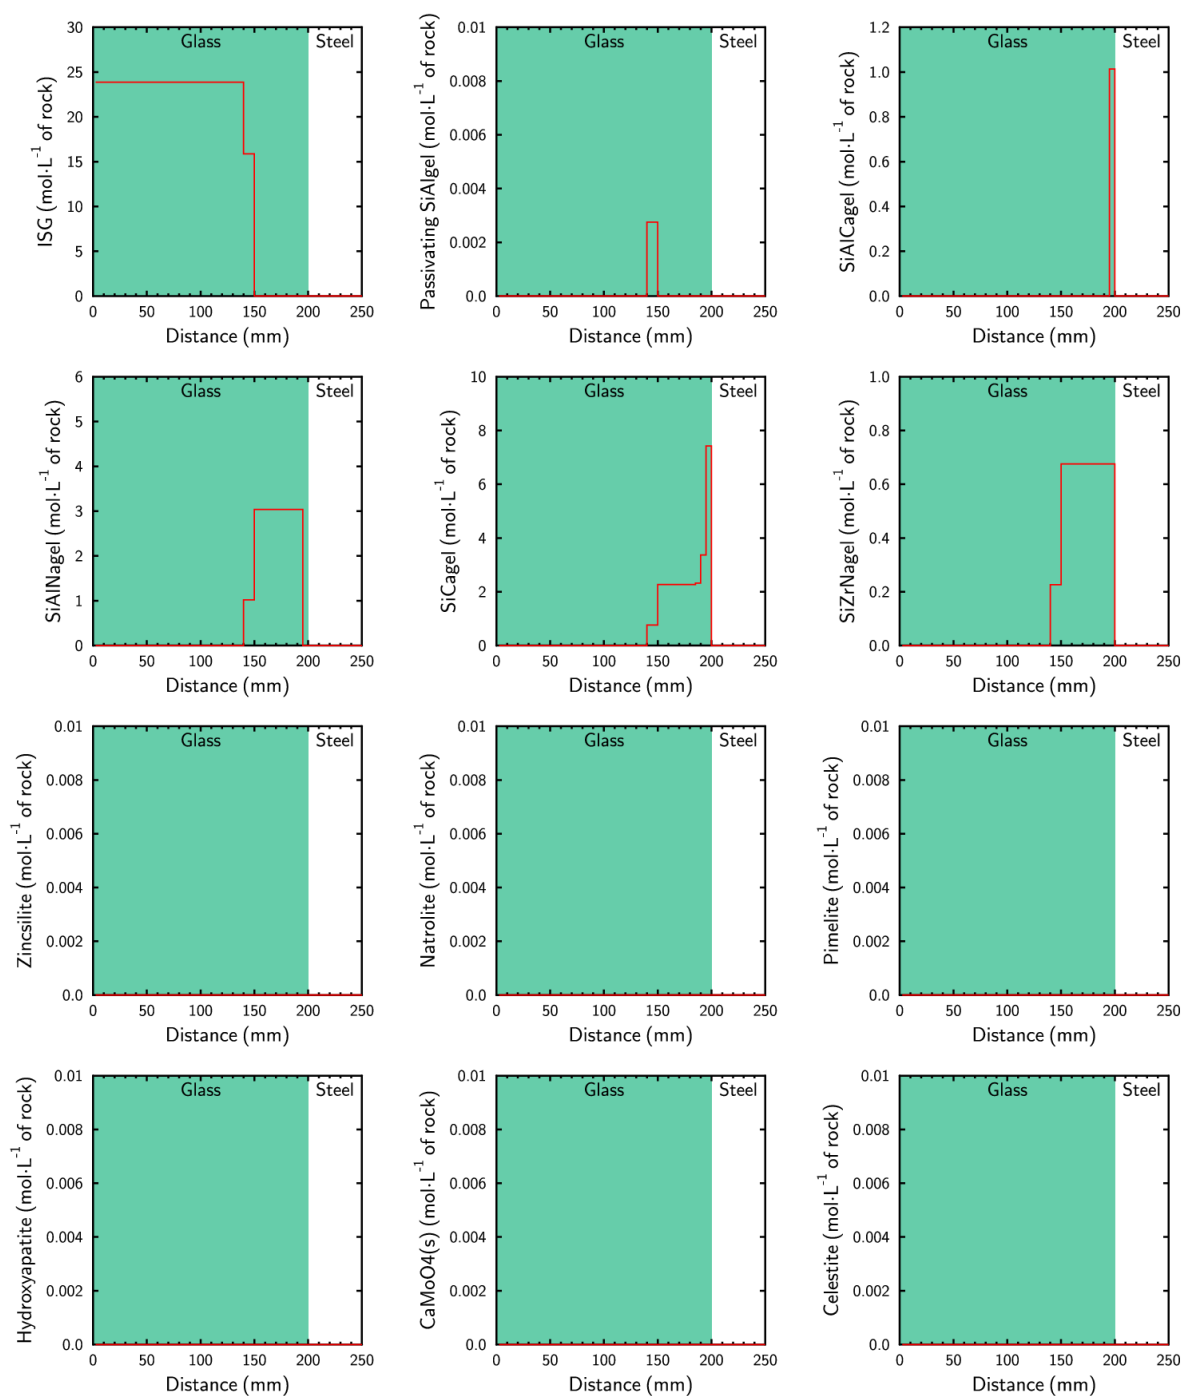 Glass Steel
ISG (mol·L⁻¹ of rock)
30
25
20
15
10
5
0
0 50 100 150 200 250
Distance (mm)
Glass Steel
Passivating SiAlgel (mol·L⁻¹ of rock)
0.01
0.008
0.006
0.004
0.002
0.0
0 50 100 150 200 250
Distance (mm)
Glass Steel
SiAlCagel (mol·L⁻¹ of rock)
1.2
1.0
0.8
0.6
0.4
0.2
0.0
0 50 100 150 200 250
Distance (mm)
Glass Steel
SiAlNagel (mol·L⁻¹ of rock)
6
5
4
3
2
1
0
0 50 100 150 200 250
Distance (mm)
Glass Steel
SiCagel (mol·L⁻¹ of rock)
10
8
6
4
2
0
0 50 100 150 200 250
Distance (mm)
Glass Steel
SiZrNagel (mol·L⁻¹ of rock)
1.0
0.8
0.6
0.4
0.2
0.0
0 50 100 150 200 250
Distance (mm)
Glass Steel
Zincsilite (mol·L⁻¹ of rock)
0.01
0.008
0.006
0.004
0.002
0.0
0 50 100 150 200 250
Distance (mm)
Glass Steel
Natrolite (mol·L⁻¹ of rock)
0.01
0.008
0.006
0.004
0.002
0.0
0 50 100 150 200 250
Distance (mm)
Glass Steel
Pimelite (mol·L⁻¹ of rock)
0.01
0.008
0.006
0.004
0.002
0.0
0 50 100 150 200 250
Distance (mm)
Glass Steel
Hydroxyapatite (mol·L⁻¹ of rock)
0.01
0.008
0.006
0.004
0.002
0.0
0 50 100 150 200 250
Distance (mm)
Glass Steel
CaMoO4(s) (mol·L⁻¹ of rock)
0.01
0.008
0.006
0.004
0.002
0.0
0 50 100 150 200 250
Distance (mm)
Glass Steel
Celestite (mol·L⁻¹ of rock)
0.01
0.008
0.006
0.004
0.002
0.0
0 50 100 150 200 250
Distance (mm)